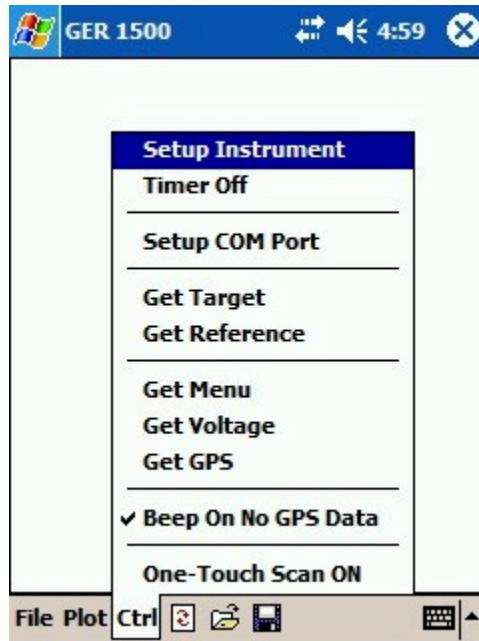 GER 1500 4:59
Setup Instrument
Timer Off
Setup COM Port
Get Target
Get Reference
Get Menu
Get Voltage
Get GPS
Beep On No GPS Data
One-Touch Scan ON
File Plot Ctrl